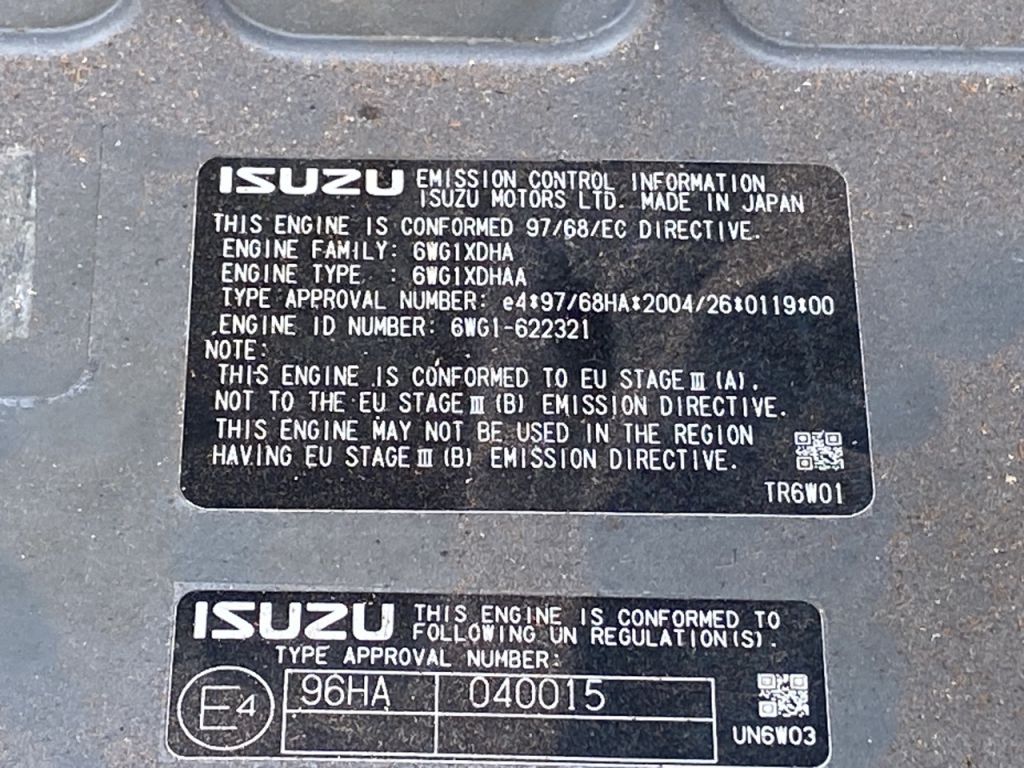 ISUZU EMISSION CONTROL INFORMATION
ISUZU MOTORS LTD. MADE IN JAPAN
THIS ENGINE IS CONFORMED 97/68/EC DIRECTIVE.
ENGINE FAMILY: 6WG1XDHA
ENGINE TYPE : 6WG1XDHAA
TYPE APPROVAL NUMBER: e4*97/68HA*2004/26*0119*00
ENGINE ID NUMBER: 6WG1-622321
NOTE:
THIS ENGINE IS CONFORMED TO EU STAGE Ⅲ (A).
NOT TO THE EU STAGE Ⅲ (B) EMISSION DIRECTIVE.
THIS ENGINE MAY NOT BE USED IN THE REGION
HAVING EU STAGE Ⅲ (B) EMISSION DIRECTIVE.
TR6W01
ISUZU THIS ENGINE IS CONFORMED TO
FOLLOWING UN REGULATION(S).
TYPE APPROVAL NUMBER:
E4 96HA 040015
UN6W03